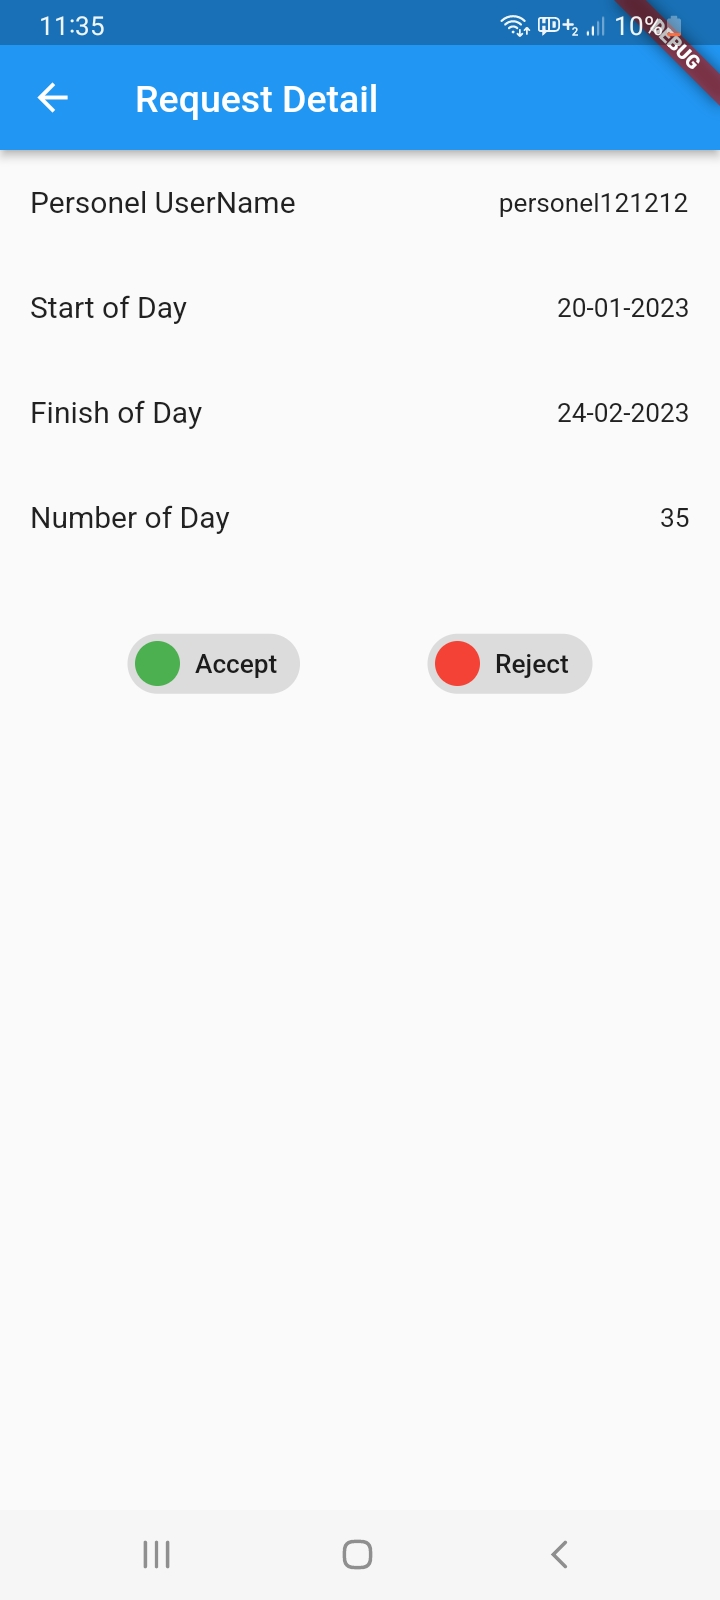 11:35
10%
DEBUG
Request Detail
Personel UserName personel121212
Start of Day 20-01-2023
Finish of Day 24-02-2023
Number of Day 35
Accept Reject